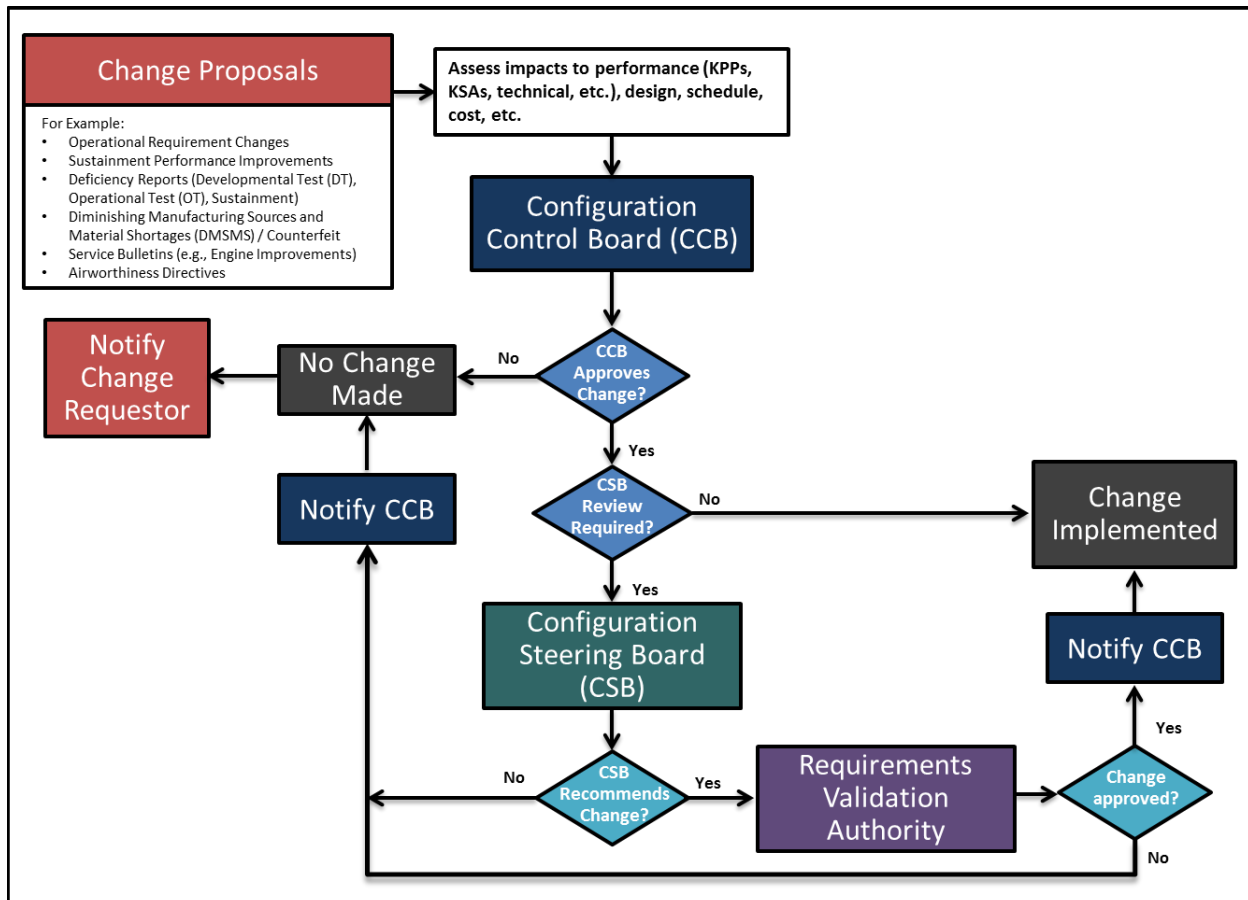 Change Proposals
For Example:
• Operational Requirement Changes
• Sustainment Performance Improvements
• Deficiency Reports (Developmental Test (DT),
Operational Test (OT), Sustainment)
• Diminishing Manufacturing Sources and
Material Shortages (DMSMS) / Counterfeit
• Service Bulletins (e.g., Engine Improvements)
• Airworthiness Directives
Assess impacts to performance (KPPs,
KSAs, technical, etc.), design, schedule,
cost, etc.
Configuration
Control Board (CCB)
CCB
Approves
Change?
No
No Change
Made
Notify
Change
Requestor
Yes
CSB
Review
Required?
No
Change
Implemented
Notify CCB
Yes
Configuration
Steering Board
(CSB)
Notify CCB
CSB
Recommends
Change?
No
Yes
Requirements
Validation
Authority
Change
approved?
Yes
No